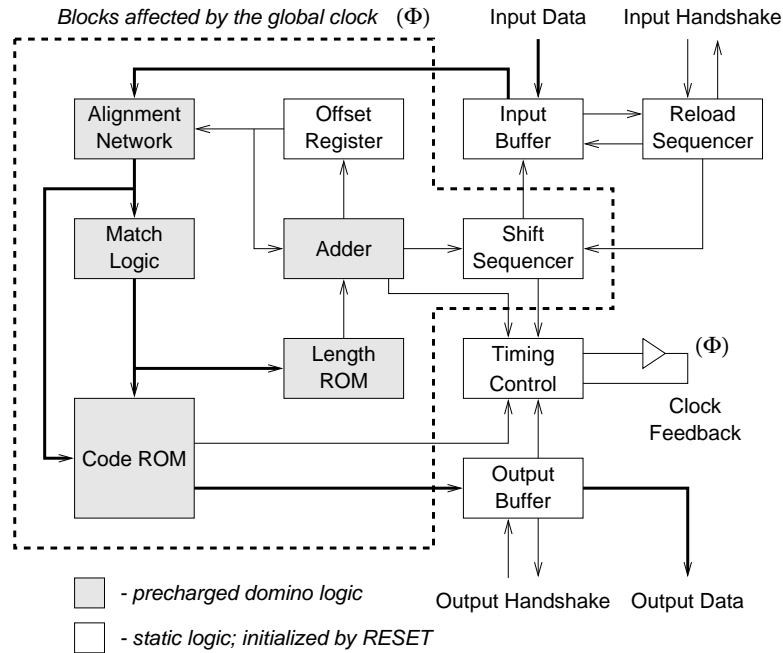 Blocks affected by the global clock (Φ) Input Data Input Handshake
Alignment
Network
Offset
Register
Input
Buffer
Reload
Sequencer
Match
Logic
Adder
Shift
Sequencer
Length
ROM
Timing
Control
(Φ)
Clock
Feedback
Code ROM
Output
Buffer
- precharged domino logic
Output Handshake Output Data
- static logic; initialized by RESET